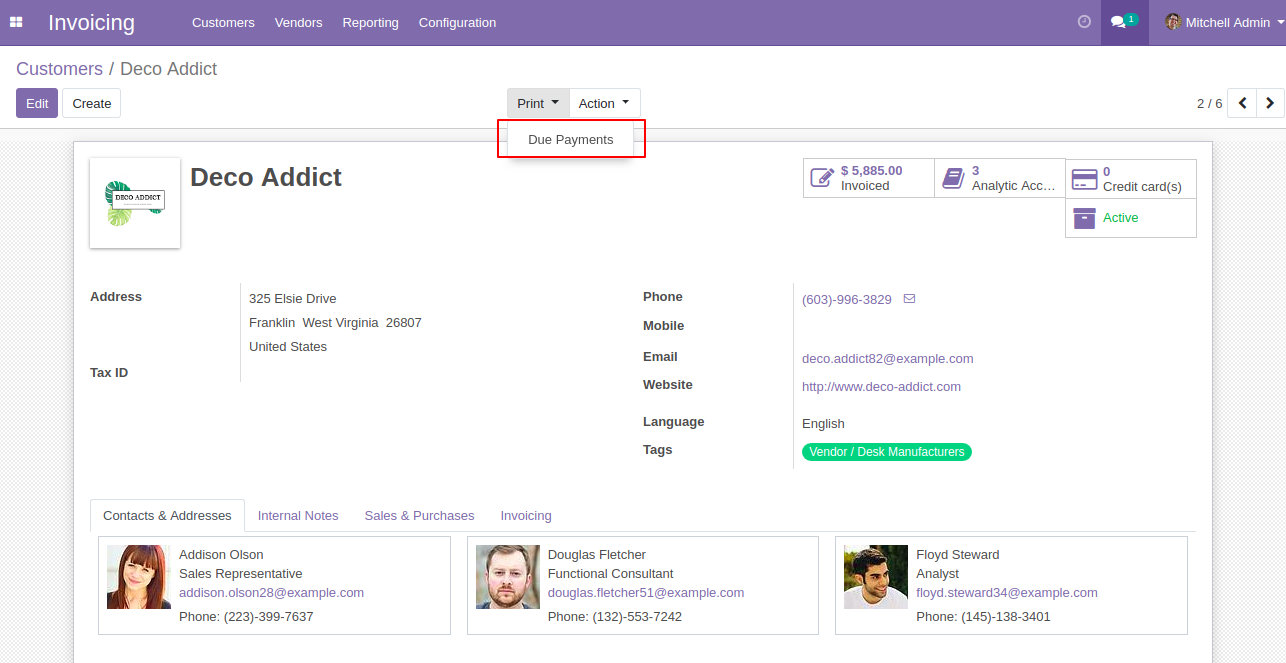 Invoicing Customers Vendors Reporting Configuration 1 Mitchell Admin
Customers / Deco Addict
Edit Create Print Action 2 / 6
Due Payments
DECO ADDICT
Deco Addict
$ 5,885.00
Invoiced
3
Analytic Acc…
0
Credit card(s)
Active
Address
325 Elsie Drive
Franklin West Virginia 26807
United States
Tax ID
Phone (603)-996-3829
Mobile
Email deco.addict82@example.com
Website http://www.deco-addict.com
Language English
Tags Vendor / Desk Manufacturers
Contacts & Addresses Internal Notes Sales & Purchases Invoicing
Addison Olson
Sales Representative
addison.olson28@example.com
Phone: (223)-399-7637
Douglas Fletcher
Functional Consultant
douglas.fletcher51@example.com
Phone: (132)-553-7242
Floyd Steward
Analyst
floyd.steward34@example.com
Phone: (145)-138-3401